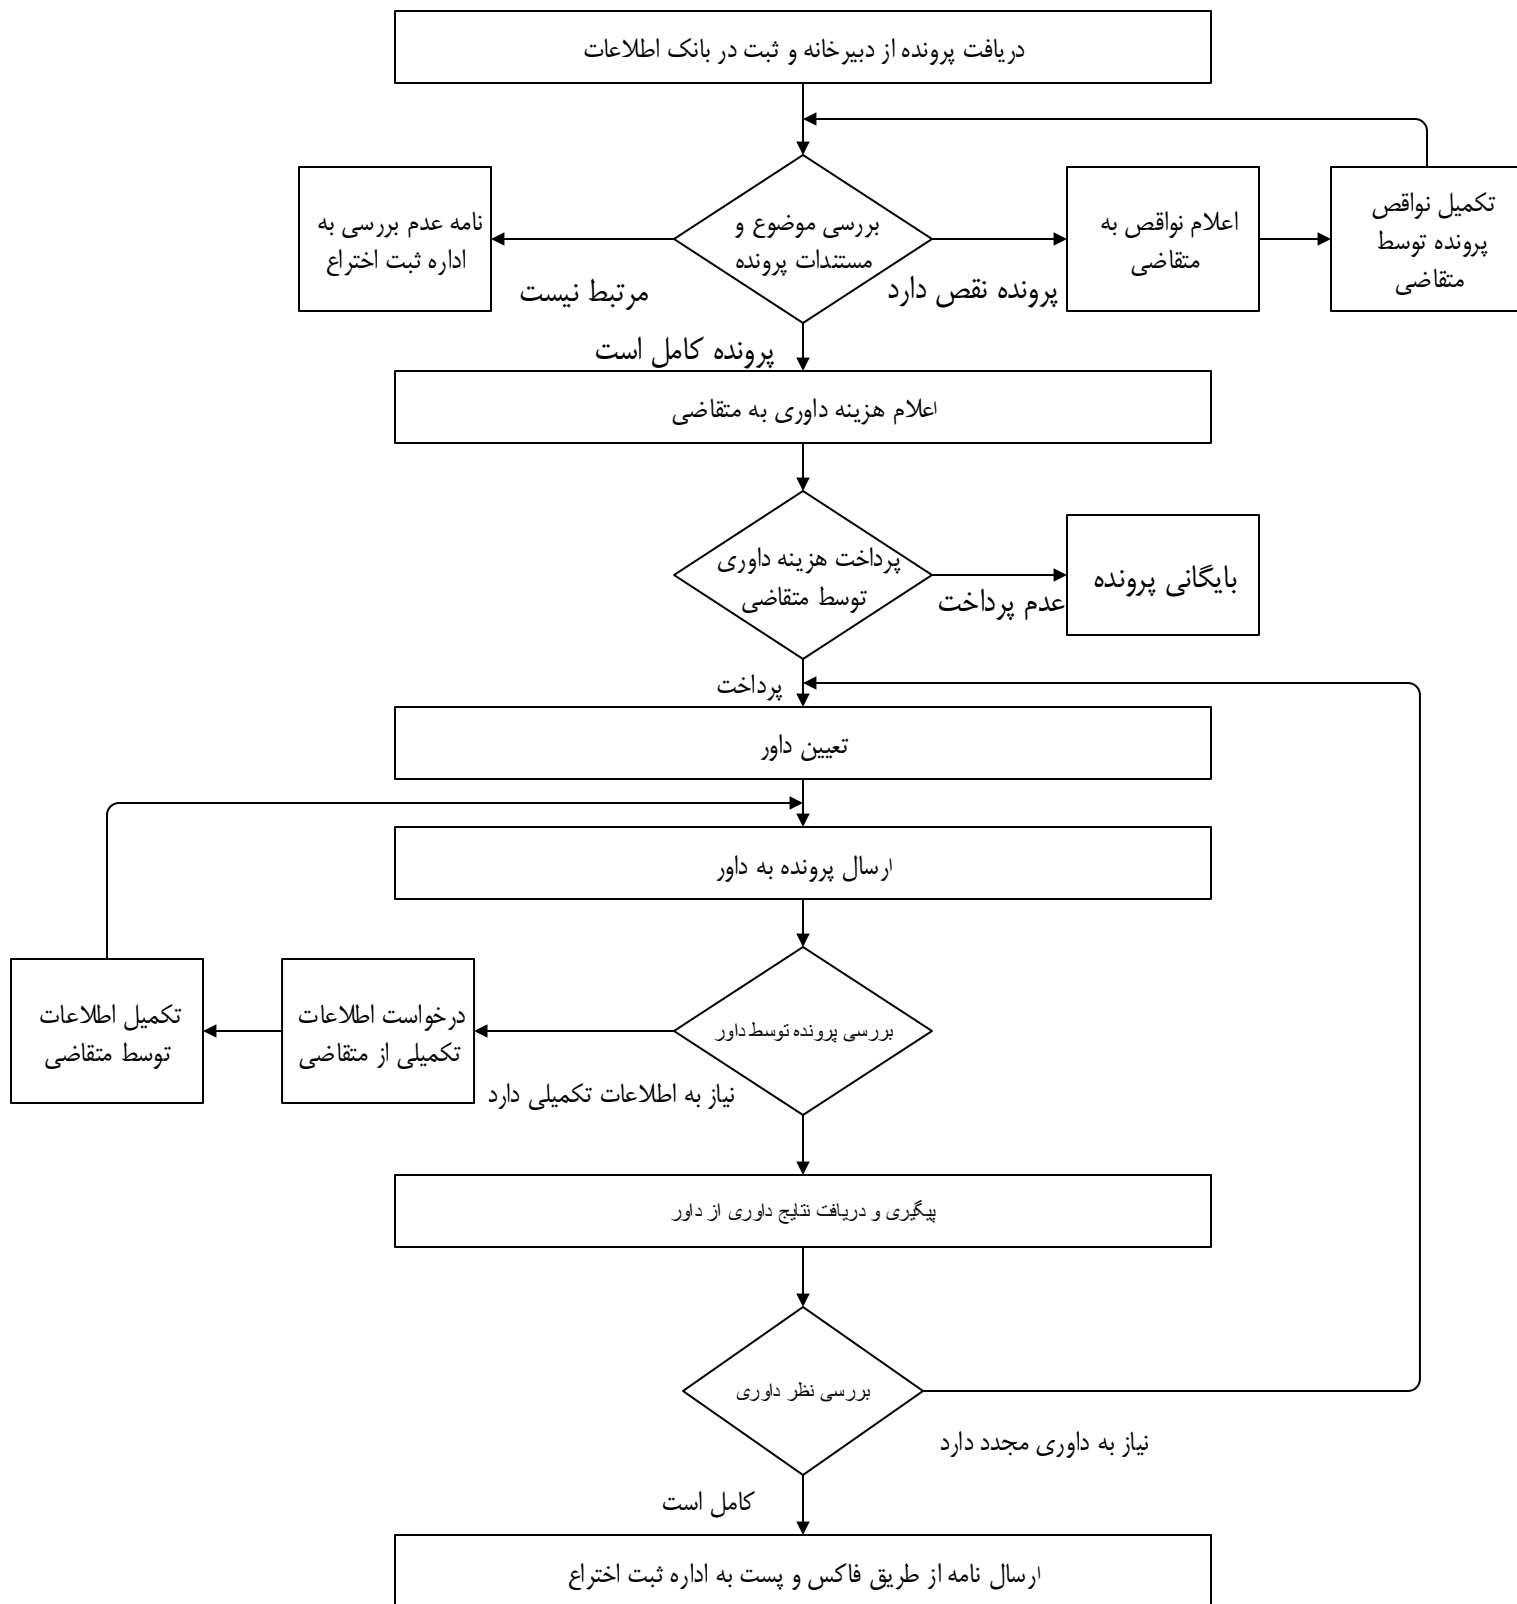 دریافت پرونده از دبیرخانه و ثبت در بانک اطلاعات
تکمیل نواقص
پرونده توسط
متقاضی
اعلام نواقص به
متقاضی
بررسی موضوع و
مستندات پرونده
نامه عدم بررسی به
اداره ثبت اختراع
پرونده نقص دارد
مرتبط نیست
پرونده کامل است
اعلام هزینه داوری به متقاضی
پرداخت هزینه داوری
توسط متقاضی
بایگانی پرونده
عدم پرداخت
پرداخت
تعیین داور
ارسال پرونده به داور
بررسی پرونده توسط داور
درخواست اطلاعات
تکمیلی از متقاضی
تکمیل اطلاعات
توسط متقاضی
نیاز به اطلاعات تکمیلی دارد
پیگیری و دریافت نتایج داوری از داور
بررسی نظر داوری
نیاز به داوری مجدد دارد
کامل است
ارسال نامه از طریق فاکس و پست به اداره ثبت اختراع